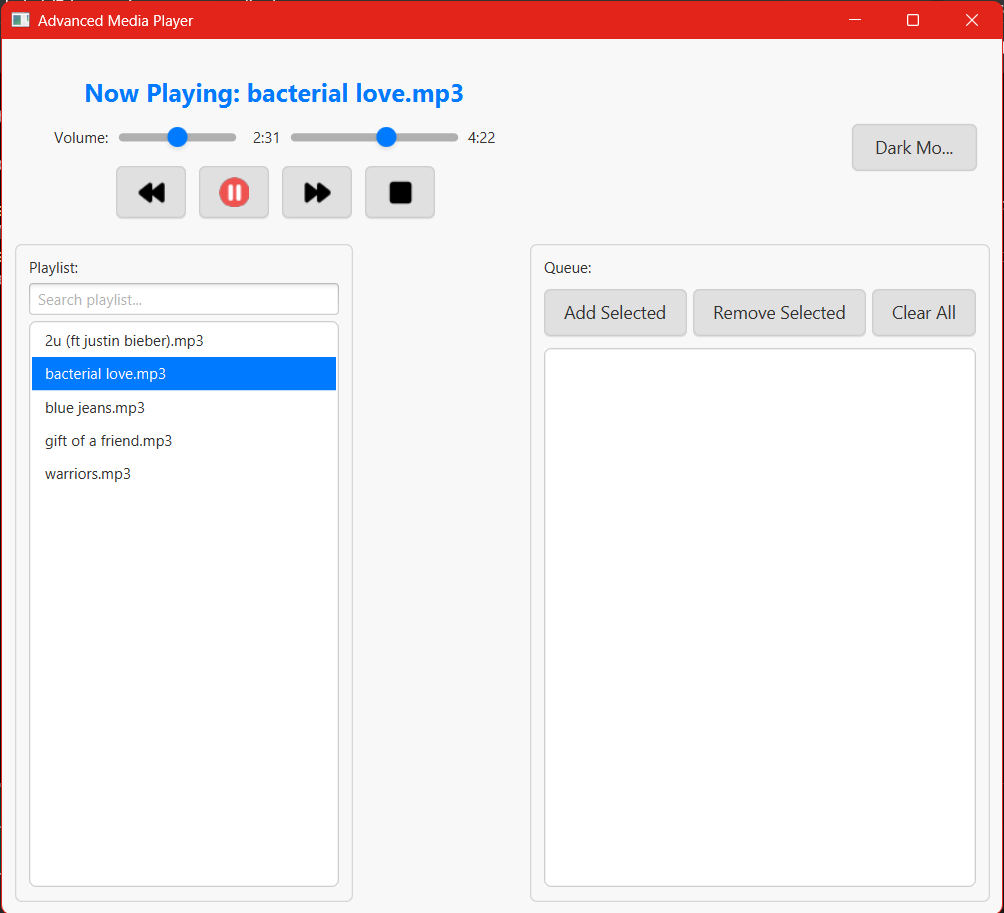 Advanced Media Player
Now Playing: bacterial love.mp3
Volume: 2:31 4:22
Dark Mo...
Playlist:
Search playlist...
2u (ft justin bieber).mp3
bacterial love.mp3
blue jeans.mp3
gift of a friend.mp3
warriors.mp3
Queue:
Add Selected Remove Selected Clear All